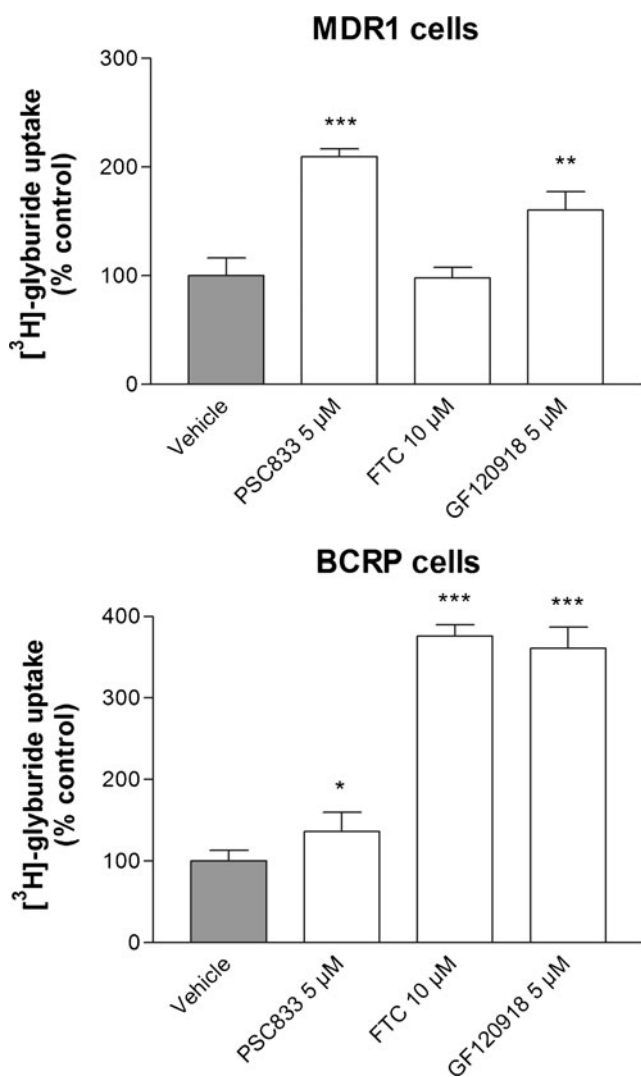 MDR1 cells
[³H]-glyburide uptake
(% control)
300
200
100
0
***
**
Vehicle
PSC833 5 µM
FTC 10 µM
GF120918 5 µM
BCRP cells
[³H]-glyburide uptake
(% control)
400
300
200
100
0
*
***
***
Vehicle
PSC833 5 µM
FTC 10 µM
GF120918 5 µM